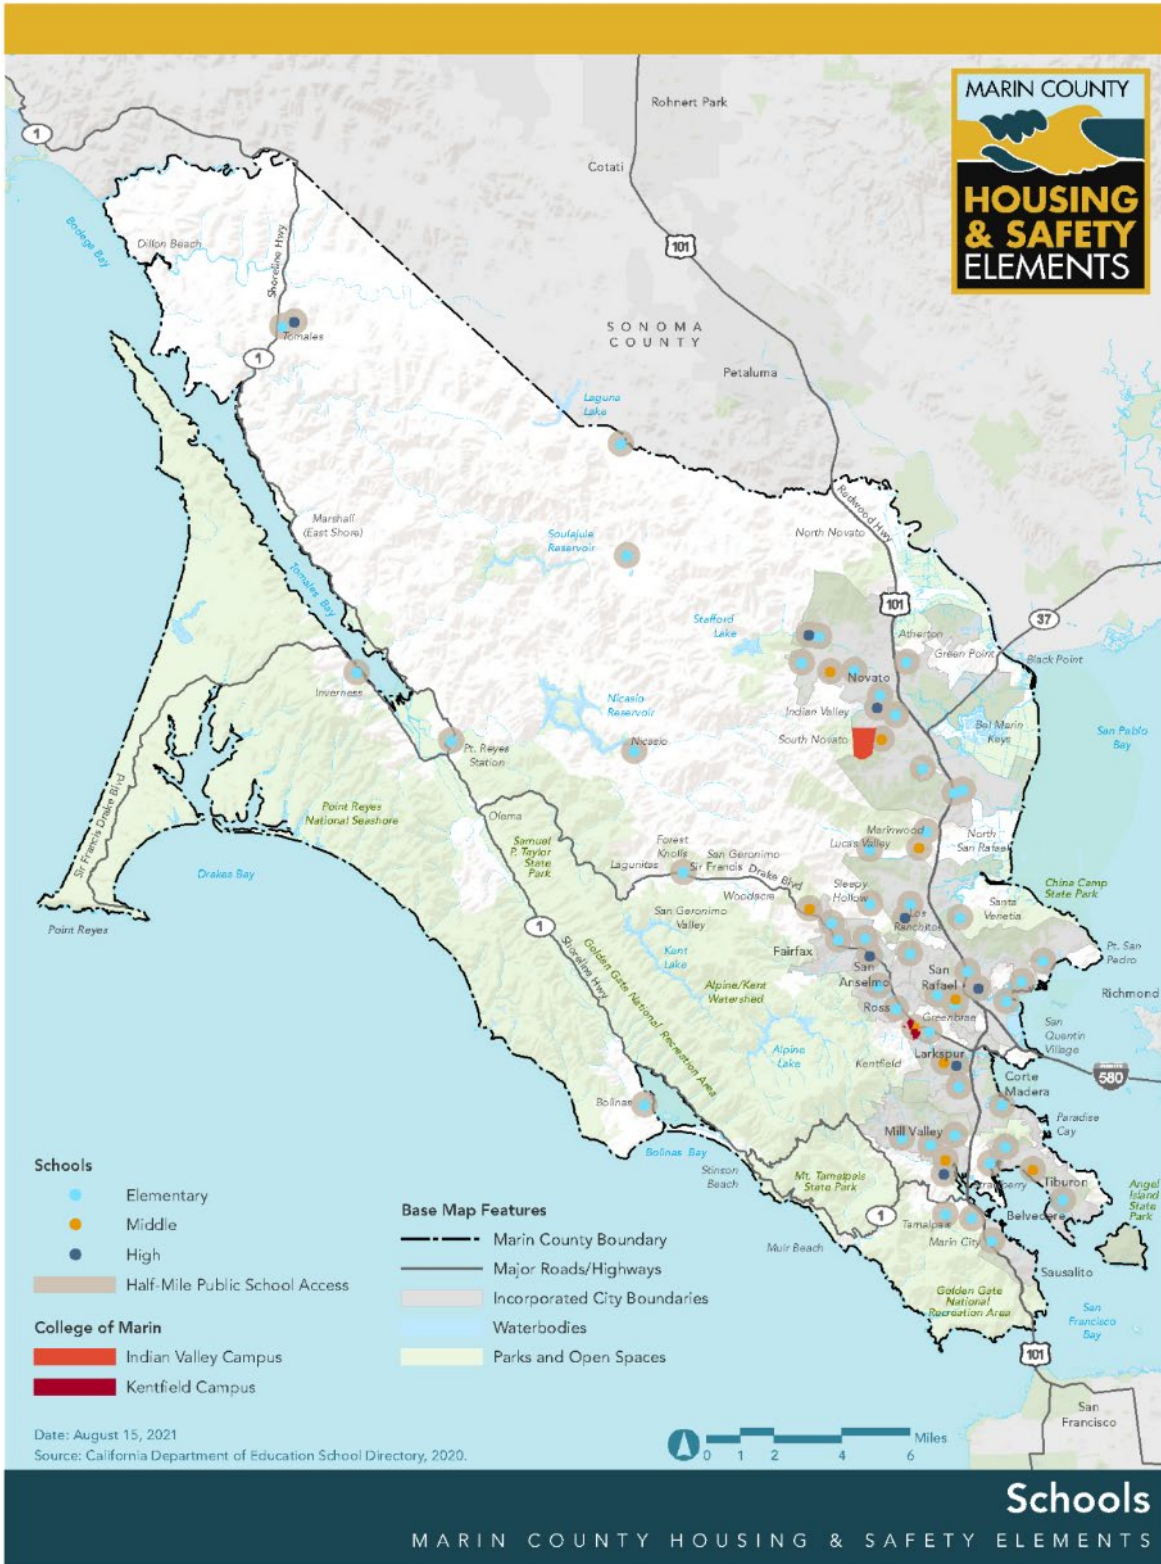 MARIN COUNTY
HOUSING
& SAFETY
ELEMENTS
Rohnert Park
Cotati
1
101
Bodega Bay
Dillon Beach
Shoreline Hwy
SONOMA
COUNTY
Tomales
1
Petaluma
Laguna
Lake
Redwood Hwy
Marshall
(East Shore)
North Novato
Soulajule
Reservoir
Tomales Bay
101
37
Stafford
Lake
Atherton
Green Point
Black Point
Novato
Inverness
Nicasio
Reservoir
Indian Valley
Bel Marin
Keys
San Pablo
Bay
South Novato
Nicasio
Pt. Reyes
Station
Sir Francis Drake Blvd
Point Reyes
National Seashore
Olema
Marinwood
Lucas Valley
North
San Rafael
Samuel
P. Taylor
State
Park
Forest
Knolls
San Geronimo
Lagunitas
Sir Francis Drake Blvd
Drakes Bay
Woodacre
Sleepy
Hollow
China Camp
State Park
Santa
Venetia
Point Reyes
San Geronimo
Valley
Los
Ranchitos
1
Shoreline Hwy
Golden Gate National Recreation Area
Kent
Lake
Fairfax
Pt. San
Pedro
San
Anselmo
San
Rafael
Alpine/Kent
Watershed
Richmond
Ross
Greenbrae
San
Quentin
Village
Alpine
Lake
Kentfield
Larkspur
580
Corte
Madera
Bolinas
Paradise
Cay
Mill Valley
Bolinas Bay
Stinson
Beach
Mt. Tamalpais
State Park
Strawberry
Tiburon
Angel
Island
State
Park
1
Tamalpais
Belvedere
Marin City
Muir Beach
Sausalito
Golden Gate
National
Recreation Area
San
Francisco
Bay
101
San
Francisco
Schools
Elementary
Middle
High
Half-Mile Public School Access
College of Marin
Indian Valley Campus
Kentfield Campus
Base Map Features
Marin County Boundary
Major Roads/Highways
Incorporated City Boundaries
Waterbodies
Parks and Open Spaces
Date: August 15, 2021
Source: California Department of Education School Directory, 2020.
0 1 2 4 6
Miles
Schools
MARIN COUNTY HOUSING & SAFETY ELEMENTS